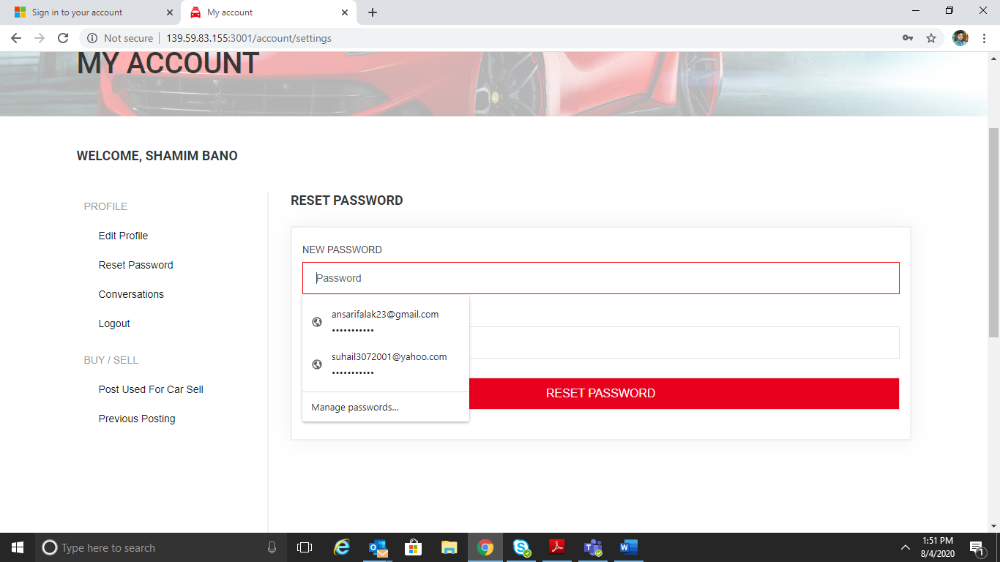 Sign in to your account
My account
Not secure
139.59.83.155:3001/account/settings
MY ACCOUNT
WELCOME, SHAMIM BANO
PROFILE
Edit Profile
Reset Password
Conversations
Logout
BUY / SELL
Post Used For Car Sell
Previous Posting
RESET PASSWORD
NEW PASSWORD
Password
ansarifalak23@gmail.com
•••••••••••
suhail3072001@yahoo.com
•••••••••••
Manage passwords...
RESET PASSWORD
Type here to search
1:51 PM
8/4/2020
1